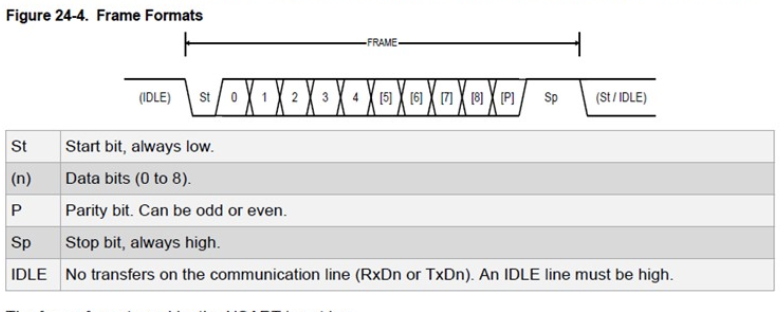 Figure 24-4. Frame Formats
FRAME
(IDLE) St 0 1 2 3 4 [5] [6] [7] [8] [P] Sp (St / IDLE)
St Start bit, always low.
(n) Data bits (0 to 8).
P Parity bit. Can be odd or even.
Sp Stop bit, always high.
IDLE No transfers on the communication line (RxDn or TxDn). An IDLE line must be high.